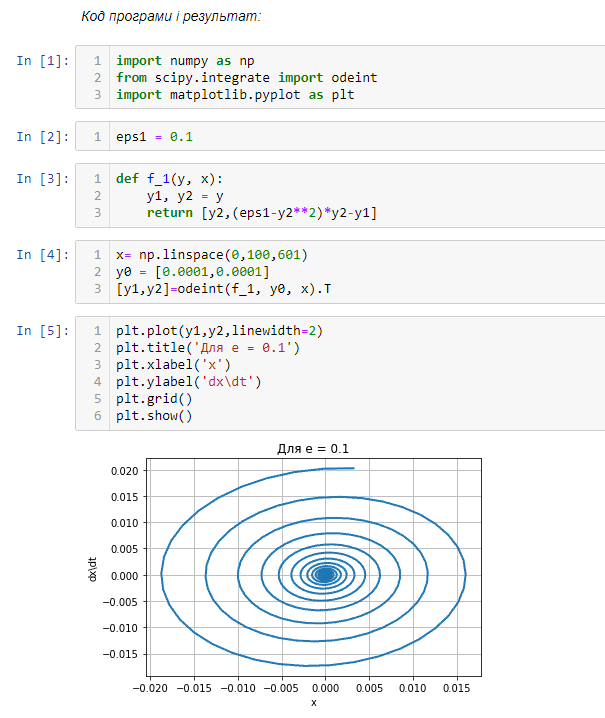 Код програми і результат:
In [1]: 1 import numpy as np
2 from scipy.integrate import odeint
3 import matplotlib.pyplot as plt
In [2]: 1 eps1 = 0.1
In [3]: 1 def f_1(y, x):
2 y1, y2 = y
3 return [y2,(eps1-y2**2)*y2-y1]
In [4]: 1 x= np.linspace(0,100,601)
2 y0 = [0.0001,0.0001]
3 [y1,y2]=odeint(f_1, y0, x).T
In [5]: 1 plt.plot(y1,y2,linewidth=2)
2 plt.title('Для e = 0.1')
3 plt.xlabel('x')
4 plt.ylabel('dx\dt')
5 plt.grid()
6 plt.show()
Для e = 0.1
0.020
0.015
0.010
0.005
0.000
−0.005
−0.010
−0.015
dx\dt
−0.020 −0.015 −0.010 −0.005 0.000 0.005 0.010 0.015
x